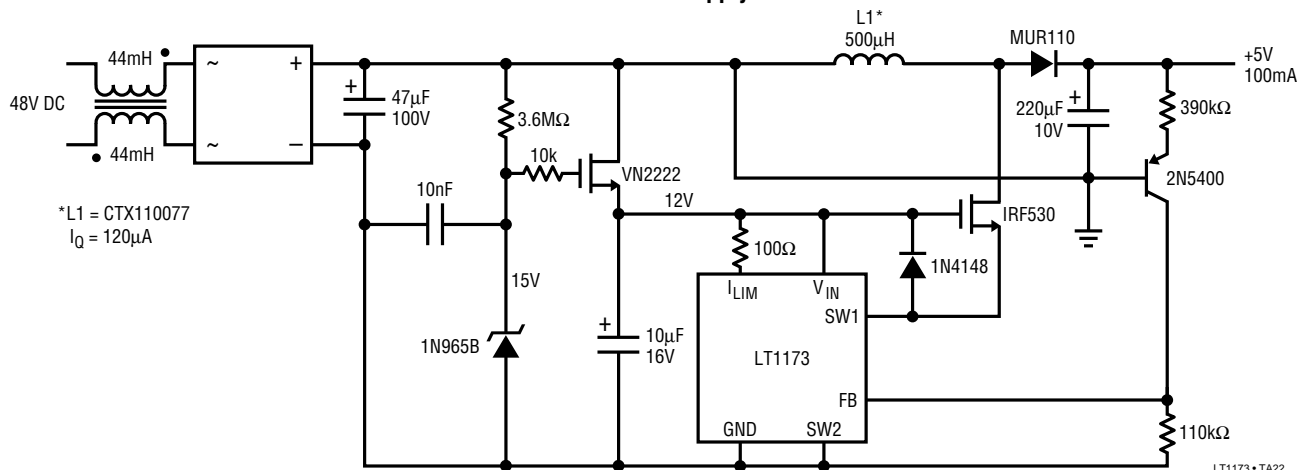 L1*
500μH
MUR110
+5V
100mA
44mH
48V DC
44mH
~
~
+
–
+
47μF
100V
3.6MΩ
10k
VN2222
10nF
*L1 = CTX110077
IQ = 120μA
15V
1N965B
12V
+
10μF
16V
100Ω
ILIM
VIN
SW1
LT1173
FB
GND
SW2
1N4148
IRF530
220μF
10V
+
390kΩ
2N5400
110kΩ
LT1173 • TA22